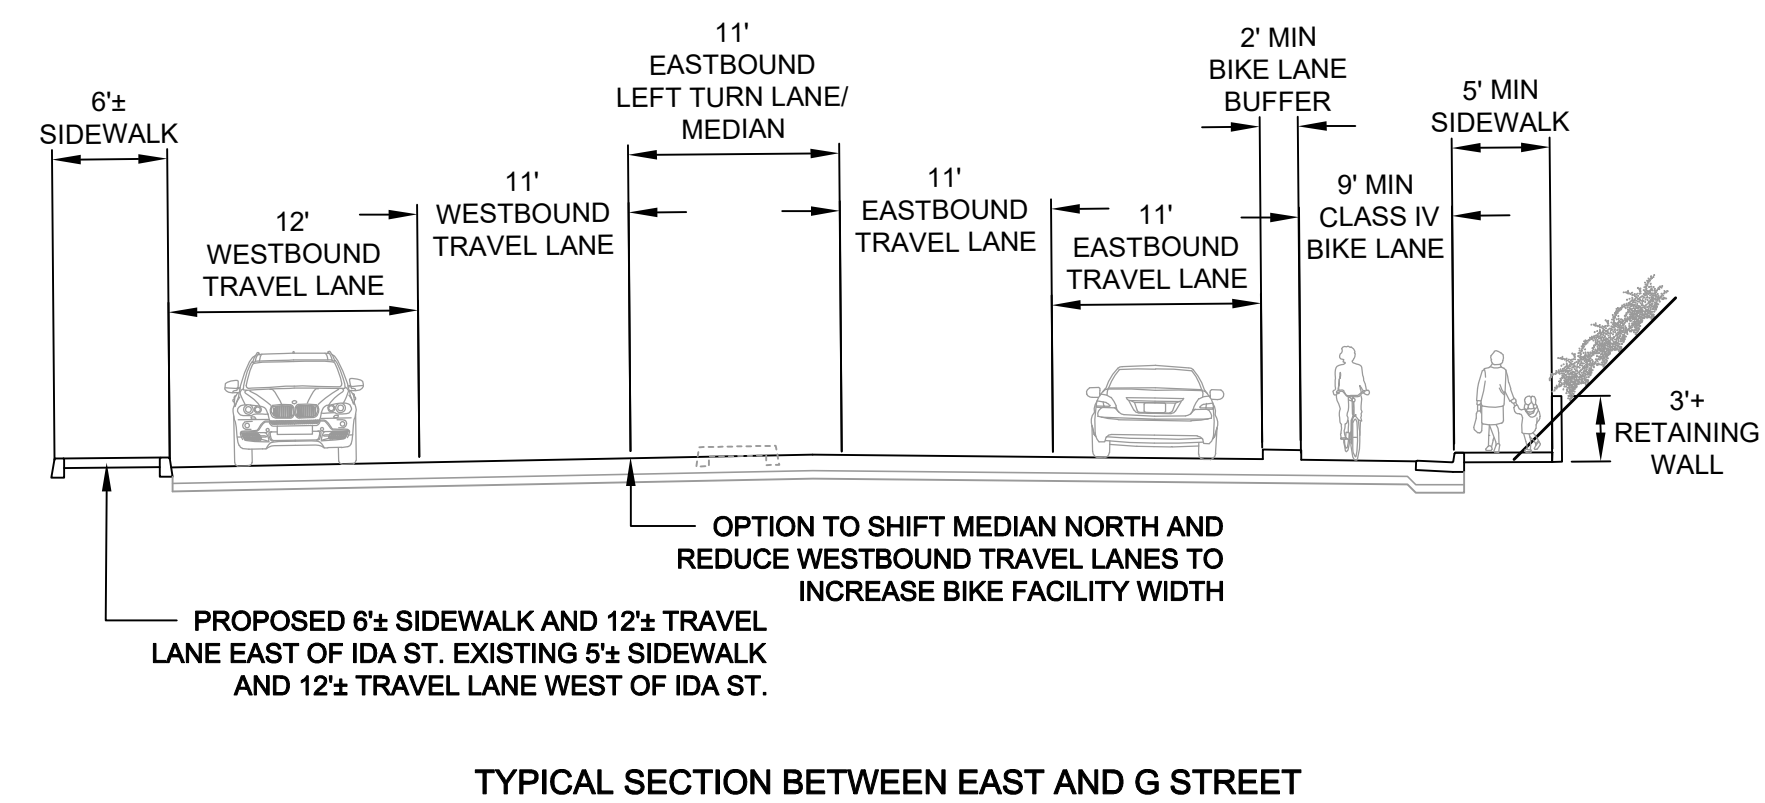 6'±
SIDEWALK
12'
WESTBOUND
TRAVEL LANE
11'
WESTBOUND
TRAVEL LANE
11'
EASTBOUND
LEFT TURN LANE/
MEDIAN
11'
EASTBOUND
TRAVEL LANE
11'
EASTBOUND
TRAVEL LANE
2' MIN
BIKE LANE
BUFFER
9' MIN
CLASS IV
BIKE LANE
5' MIN
SIDEWALK
3'+
RETAINING
WALL
OPTION TO SHIFT MEDIAN NORTH AND
REDUCE WESTBOUND TRAVEL LANES TO
INCREASE BIKE FACILITY WIDTH
PROPOSED 6'± SIDEWALK AND 12'± TRAVEL
LANE EAST OF IDA ST. EXISTING 5'± SIDEWALK
AND 12'± TRAVEL LANE WEST OF IDA ST.
TYPICAL SECTION BETWEEN EAST AND G STREET